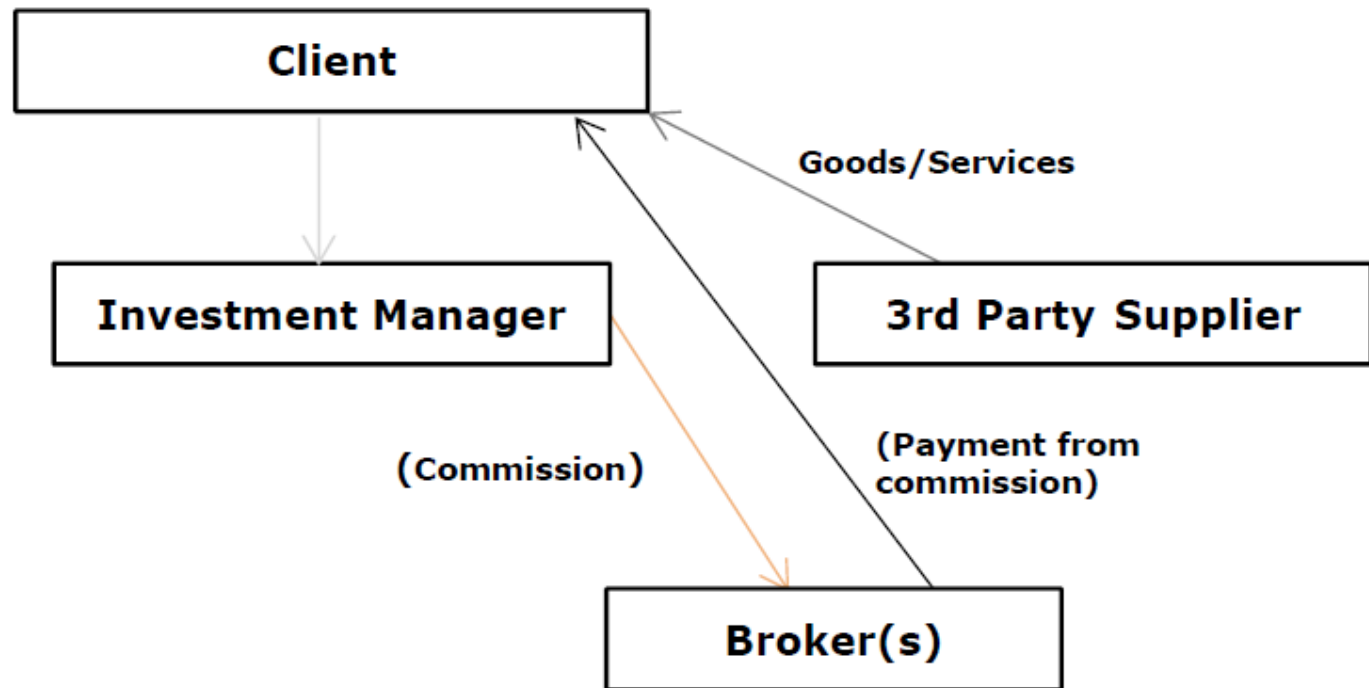 Client
Goods/Services
Investment Manager
3rd Party Supplier
(Commission)
(Payment from
commission)
Broker(s)